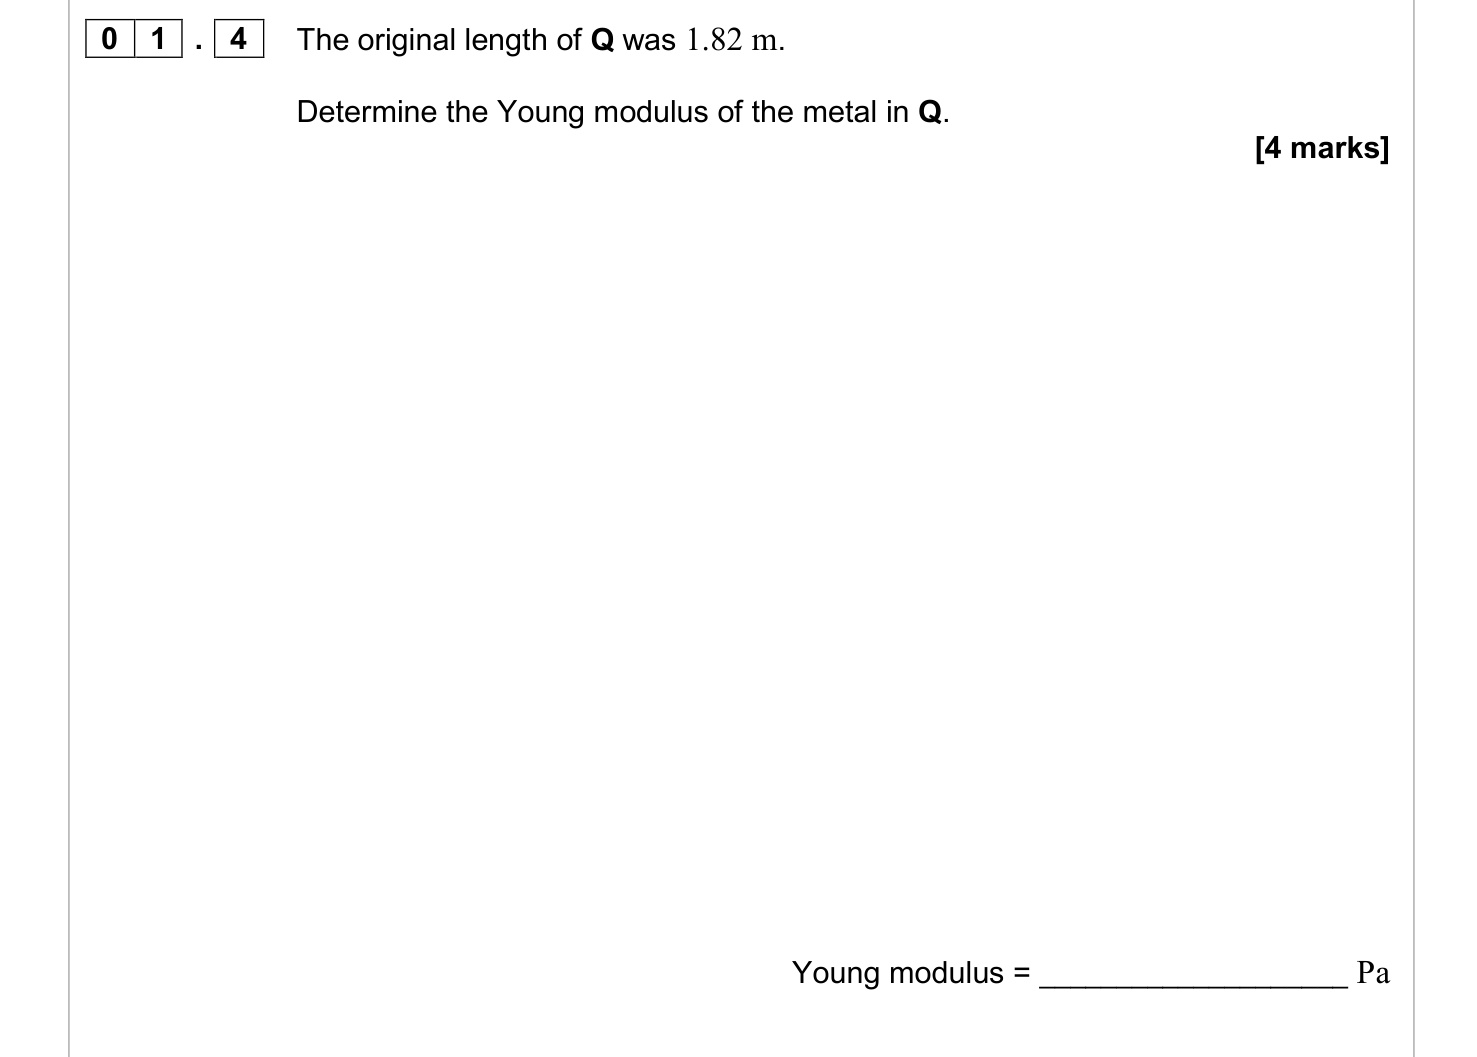 0 1 . 4 The original length of Q was 1.82 m.
Determine the Young modulus of the metal in Q.
[4 marks]
Young modulus = ____________________ Pa